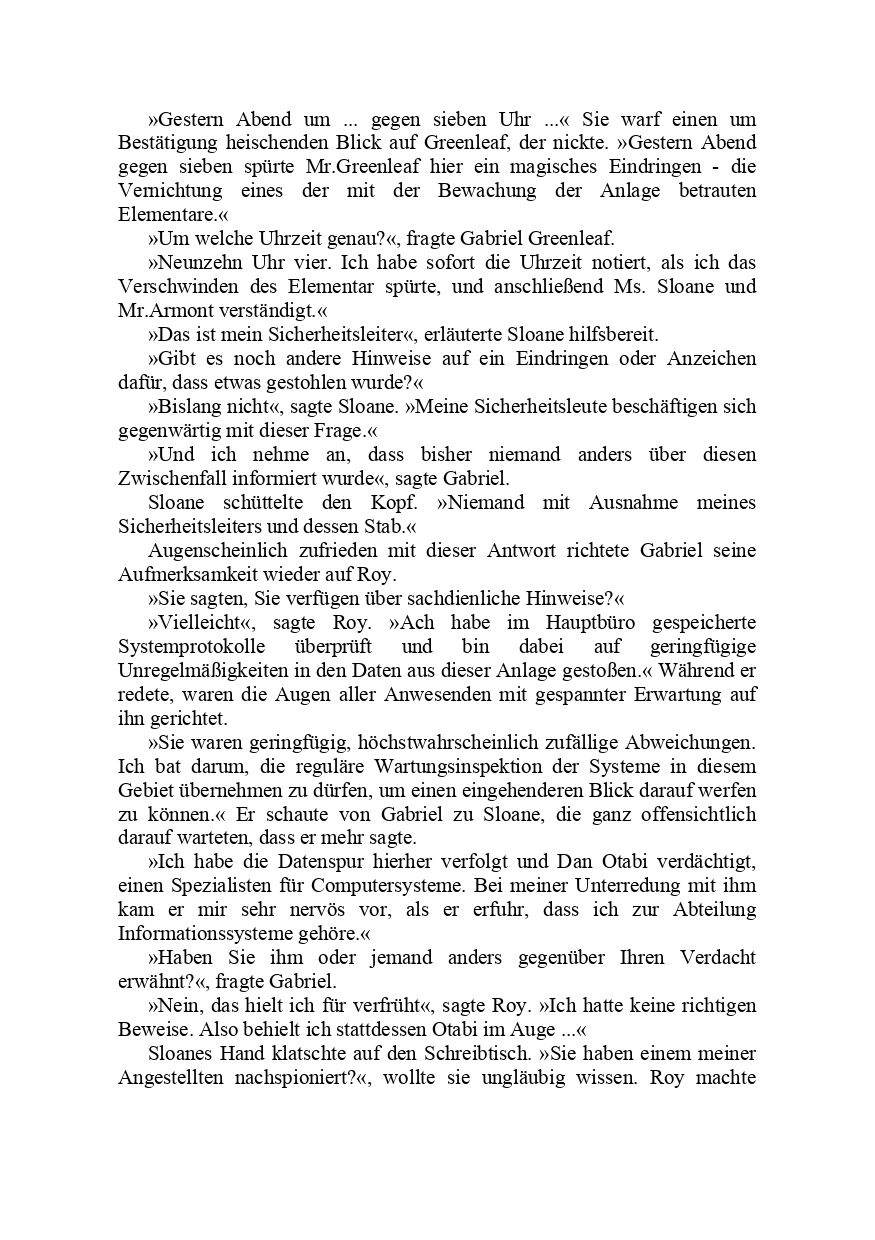 »Gestern Abend um ... gegen sieben Uhr ...« Sie warf einen um
Bestätigung heischenden Blick auf Greenleaf, der nickte. »Gestern Abend
gegen sieben spürte Mr.Greenleaf hier ein magisches Eindringen - die
Vernichtung eines der mit der Bewachung der Anlage betrauten
Elementare.«
»Um welche Uhrzeit genau?«, fragte Gabriel Greenleaf.
»Neunzehn Uhr vier. Ich habe sofort die Uhrzeit notiert, als ich das
Verschwinden des Elementar spürte, und anschließend Ms. Sloane und
Mr.Armont verständigt.«
»Das ist mein Sicherheitsleiter«, erläuterte Sloane hilfsbereit.
»Gibt es noch andere Hinweise auf ein Eindringen oder Anzeichen
dafür, dass etwas gestohlen wurde?«
»Bislang nicht«, sagte Sloane. »Meine Sicherheitsleute beschäftigen sich
gegenwärtig mit dieser Frage.«
»Und ich nehme an, dass bisher niemand anders über diesen
Zwischenfall informiert wurde«, sagte Gabriel.
Sloane schüttelte den Kopf. »Niemand mit Ausnahme meines
Sicherheitsleiters und dessen Stab.«
Augenscheinlich zufrieden mit dieser Antwort richtete Gabriel seine
Aufmerksamkeit wieder auf Roy.
»Sie sagten, Sie verfügen über sachdienliche Hinweise?«
»Vielleicht«, sagte Roy. »Ach habe im Hauptbüro gespeicherte
Systemprotokolle überprüft und bin dabei auf geringfügige
Unregelmäßigkeiten in den Daten aus dieser Anlage gestoßen.« Während er
redete, waren die Augen aller Anwesenden mit gespannter Erwartung auf
ihn gerichtet.
»Sie waren geringfügig, höchstwahrscheinlich zufällige Abweichungen.
Ich bat darum, die reguläre Wartungsinspektion der Systeme in diesem
Gebiet übernehmen zu dürfen, um einen eingehenderen Blick darauf werfen
zu können.« Er schaute von Gabriel zu Sloane, die ganz offensichtlich
darauf warteten, dass er mehr sagte.
»Ich habe die Datenspur hierher verfolgt und Dan Otabi verdächtigt,
einen Spezialisten für Computersysteme. Bei meiner Unterredung mit ihm
kam er mir sehr nervös vor, als er erfuhr, dass ich zur Abteilung
Informationssysteme gehöre.«
»Haben Sie ihm oder jemand anders gegenüber Ihren Verdacht
erwähnt?«, fragte Gabriel.
»Nein, das hielt ich für verfrüht«, sagte Roy. »Ich hatte keine richtigen
Beweise. Also behielt ich stattdessen Otabi im Auge ...«
Sloanes Hand klatschte auf den Schreibtisch. »Sie haben einem meiner
Angestellten nachspioniert?«, wollte sie ungläubig wissen. Roy machte